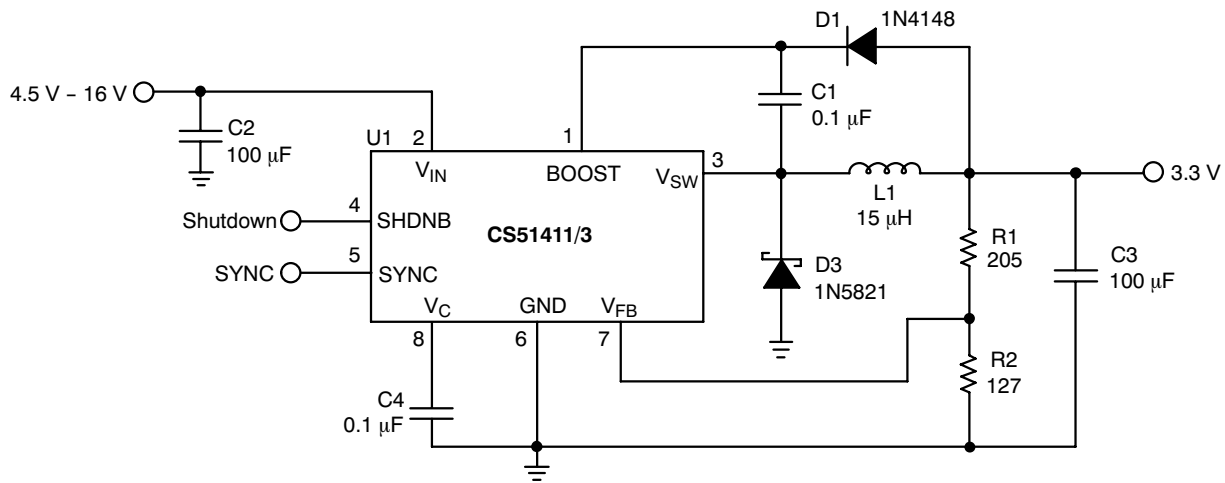 D1
1N4148
4.5 V – 16 V
C1
0.1 μF
C2
100 μF
U1
2
1
3
V_IN
BOOST
V_SW
3.3 V
L1
15 μH
Shutdown
4
SHDNB
CS51411/3
R1
205
C3
100 μF
SYNC
5
SYNC
D3
1N5821
V_C
GND
V_FB
8
6
7
R2
127
C4
0.1 μF